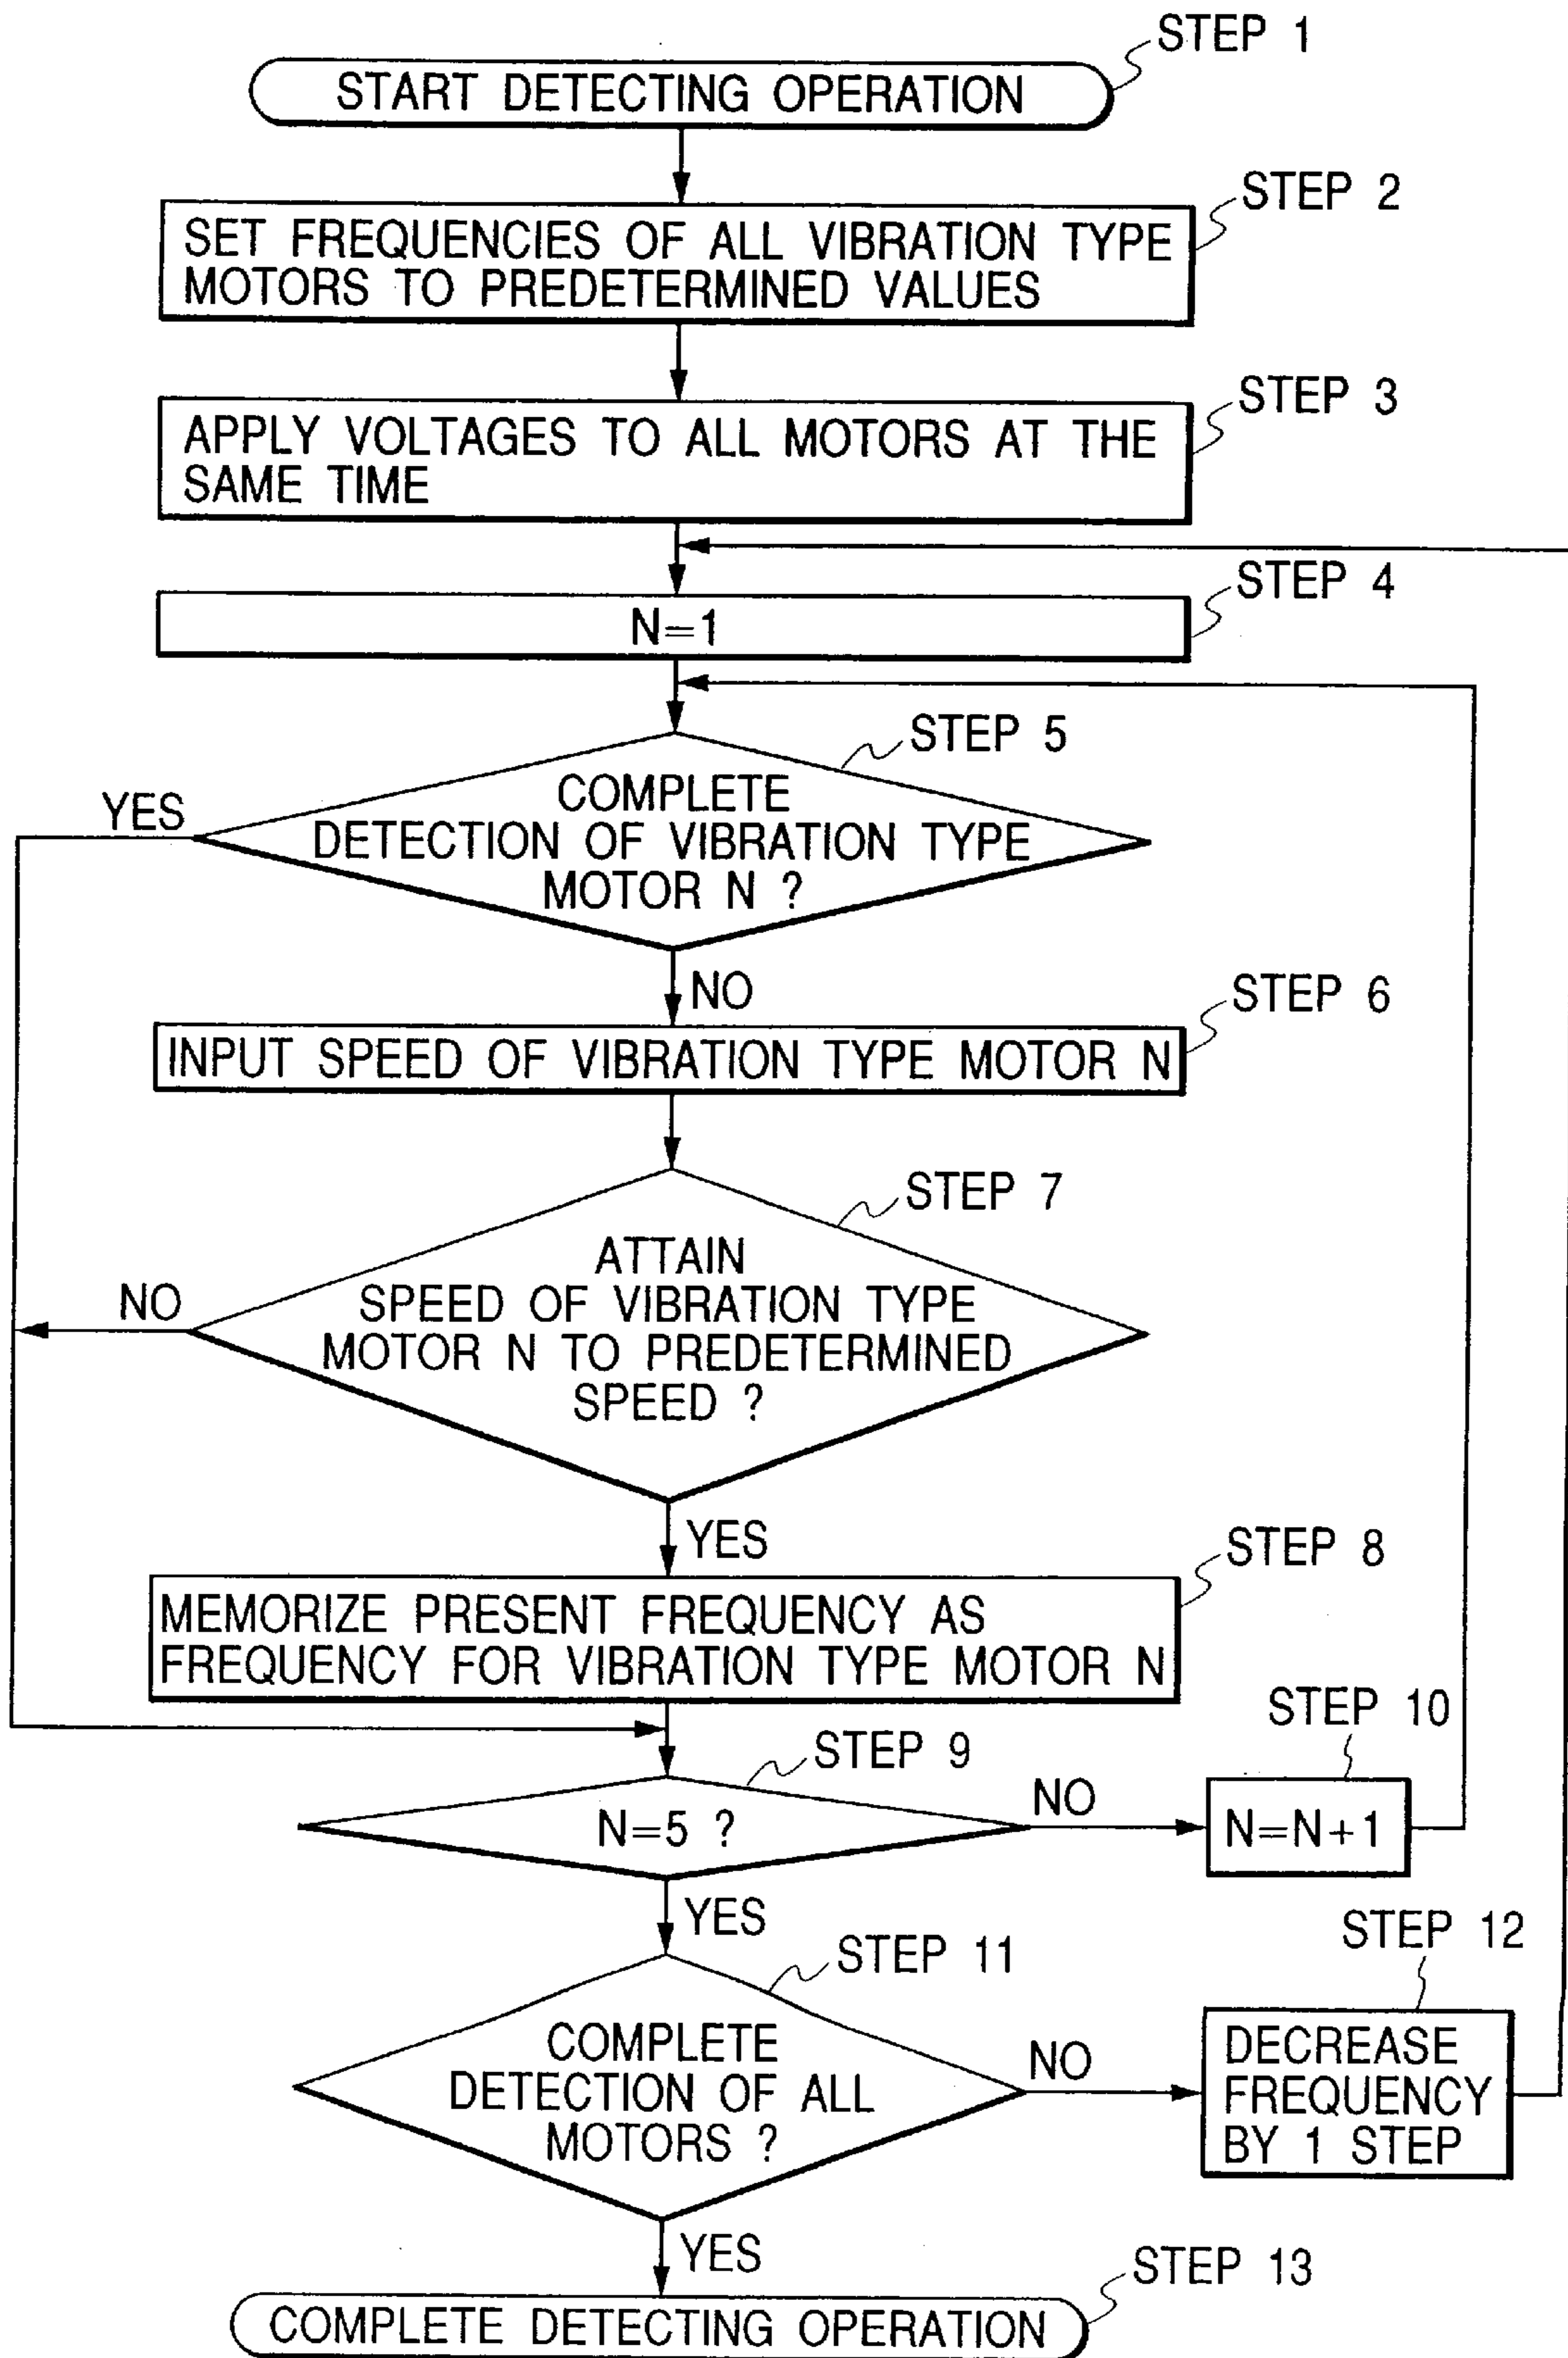 STEP 1
START DETECTING OPERATION
STEP 2
SET FREQUENCIES OF ALL VIBRATION TYPE
MOTORS TO PREDETERMINED VALUES
STEP 3
APPLY VOLTAGES TO ALL MOTORS AT THE
SAME TIME
STEP 4
N=1
STEP 5
YES
COMPLETE
DETECTION OF VIBRATION TYPE
MOTOR N ?
NO
STEP 6
INPUT SPEED OF VIBRATION TYPE MOTOR N
STEP 7
NO
ATTAIN
SPEED OF VIBRATION TYPE
MOTOR N TO PREDETERMINED
SPEED ?
YES
STEP 8
MEMORIZE PRESENT FREQUENCY AS
FREQUENCY FOR VIBRATION TYPE MOTOR N
STEP 9
STEP 10
N=5 ?
NO
N=N+1
YES
STEP 11
STEP 12
COMPLETE
DETECTION OF ALL
MOTORS ?
NO
DECREASE
FREQUENCY
BY 1 STEP
YES
STEP 13
COMPLETE DETECTING OPERATION